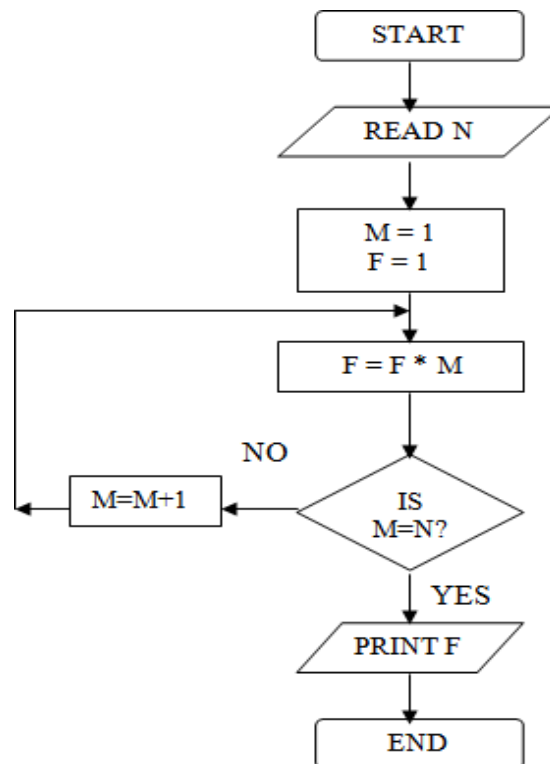 START
READ N
M = 1
F = 1
F = F * M
NO
M=M+1
IS
M=N?
YES
PRINT F
END